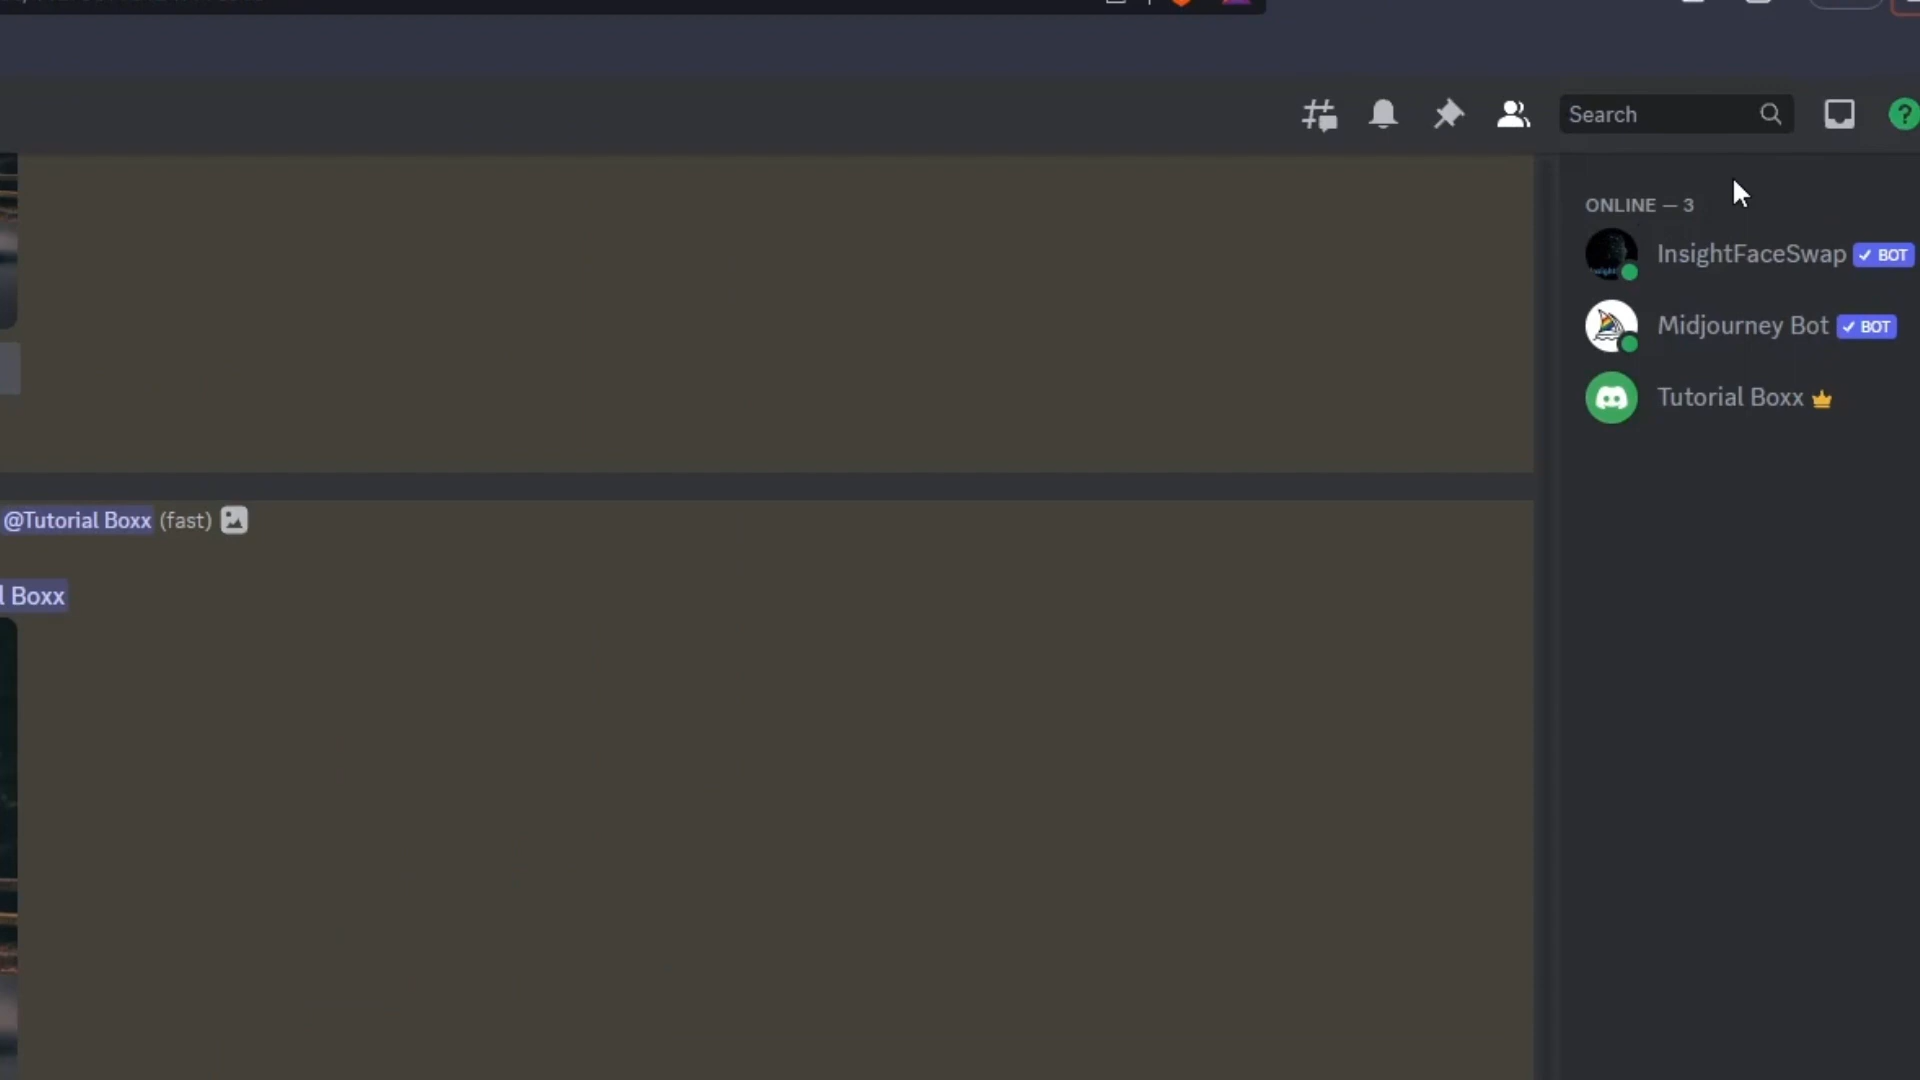 Search
?
ONLINE — 3
InsightFaceSwap ✓ BOT
Midjourney Bot ✓ BOT
Tutorial Boxx
@Tutorial Boxx (fast)
l Boxx